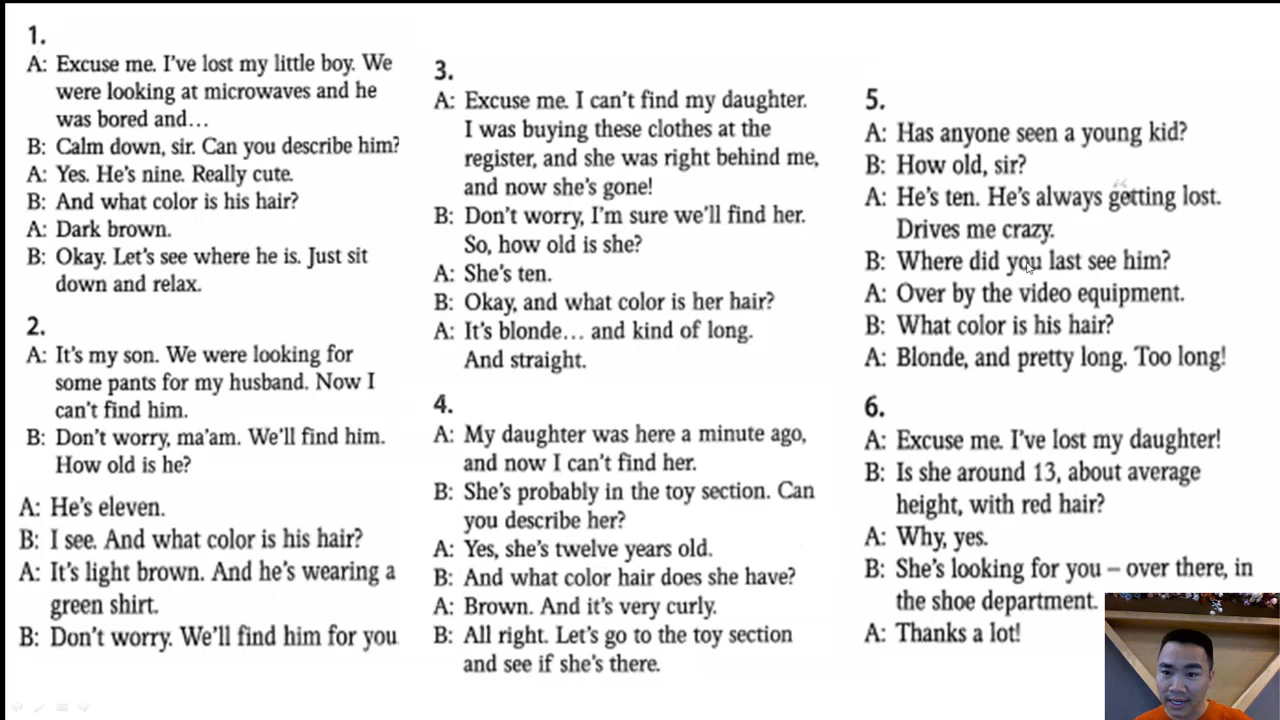 1.
A: Excuse me. I've lost my little boy. We
were looking at microwaves and he
was bored and…
B: Calm down, sir. Can you describe him?
A: Yes. He's nine. Really cute.
B: And what color is his hair?
A: Dark brown.
B: Okay. Let's see where he is. Just sit
down and relax.
2.
A: It's my son. We were looking for
some pants for my husband. Now I
can't find him.
B: Don't worry, ma'am. We'll find him.
How old is he?
A: He's eleven.
B: I see. And what color is his hair?
A: It's light brown. And he's wearing a
green shirt.
B: Don't worry. We'll find him for you
3.
A: Excuse me. I can't find my daughter.
I was buying these clothes at the
register, and she was right behind me,
and now she's gone!
B: Don't worry, I'm sure we'll find her.
So, how old is she?
A: She's ten.
B: Okay, and what color is her hair?
A: It's blonde… and kind of long.
And straight.
4.
A: My daughter was here a minute ago,
and now I can't find her.
B: She's probably in the toy section. Can
you describe her?
A: Yes, she's twelve years old.
B: And what color hair does she have?
A: Brown. And it's very curly.
B: All right. Let's go to the toy section
and see if she's there.
5.
A: Has anyone seen a young kid?
B: How old, sir?
A: He's ten. He's always getting lost.
Drives me crazy.
B: Where did you last see him?
A: Over by the video equipment.
B: What color is his hair?
A: Blonde, and pretty long. Too long!
6.
A: Excuse me. I've lost my daughter!
B: Is she around 13, about average
height, with red hair?
A: Why, yes.
B: She's looking for you – over there, in
the shoe department.
A: Thanks a lot!